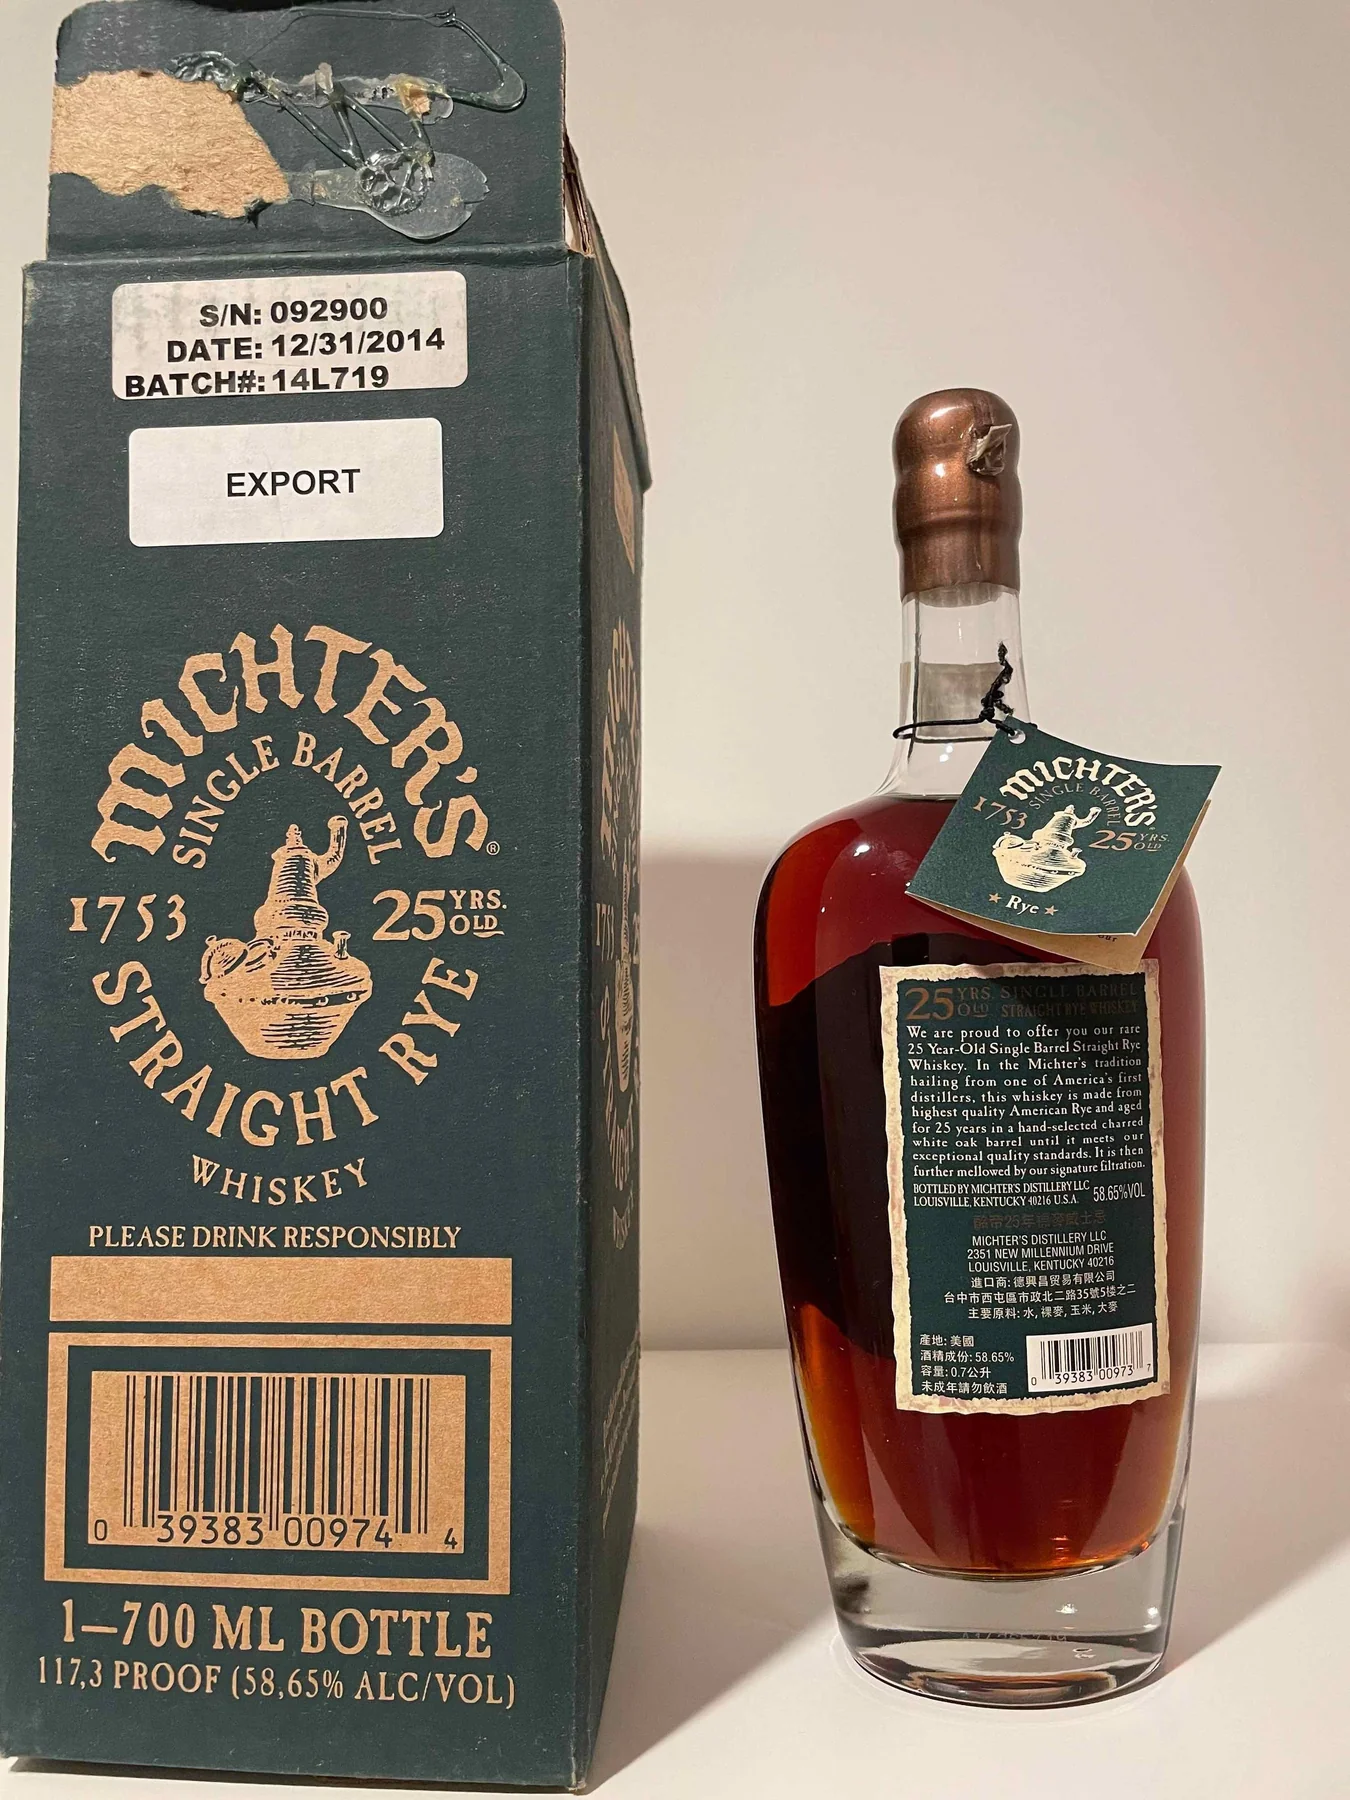 S/N: 092900
DATE: 12/31/2014
BATCH#: 14L719
EXPORT
MICHTER'S®
SINGLE BARREL
1753
25 YRS. OLD
STRAIGHT RYE
WHISKEY
PLEASE DRINK RESPONSIBLY
0 39383 00974 4
1—700 ML BOTTLE
117,3 PROOF (58,65% ALC/VOL)
MICHTER'S
SINGLE BARREL
1753
25 YRS. OLD
★ Rye ★
25 YRS. OLD SINGLE BARREL
STRAIGHT RYE WHISKEY
We are proud to offer you our rare
25 Year-Old Single Barrel Straight Rye
Whiskey. In the Michter's tradition
hailing from one of America's first
distillers, this whiskey is made from
highest quality American Rye and aged
for 25 years in a hand-selected charred
white oak barrel until it meets our
exceptional quality standards. It is then
further mellowed by our signature filtration.
BOTTLED BY MICHTER'S DISTILLERY LLC
LOUISVILLE, KENTUCKY 40216 U.S.A. 58.65%VOL
MICHTER'S DISTILLERY LLC
2351 NEW MILLENNIUM DRIVE
LOUISVILLE, KENTUCKY 40216
進口商: 德興昌贸易有限公司
台中市西屯區市政北二路35號5楼之二
主要原料: 水, 裸麥, 玉米, 大麥
產地: 美國
酒精成份: 58.65%
容量: 0.7公升
未成年請勿飲酒
0 39383 00973 7